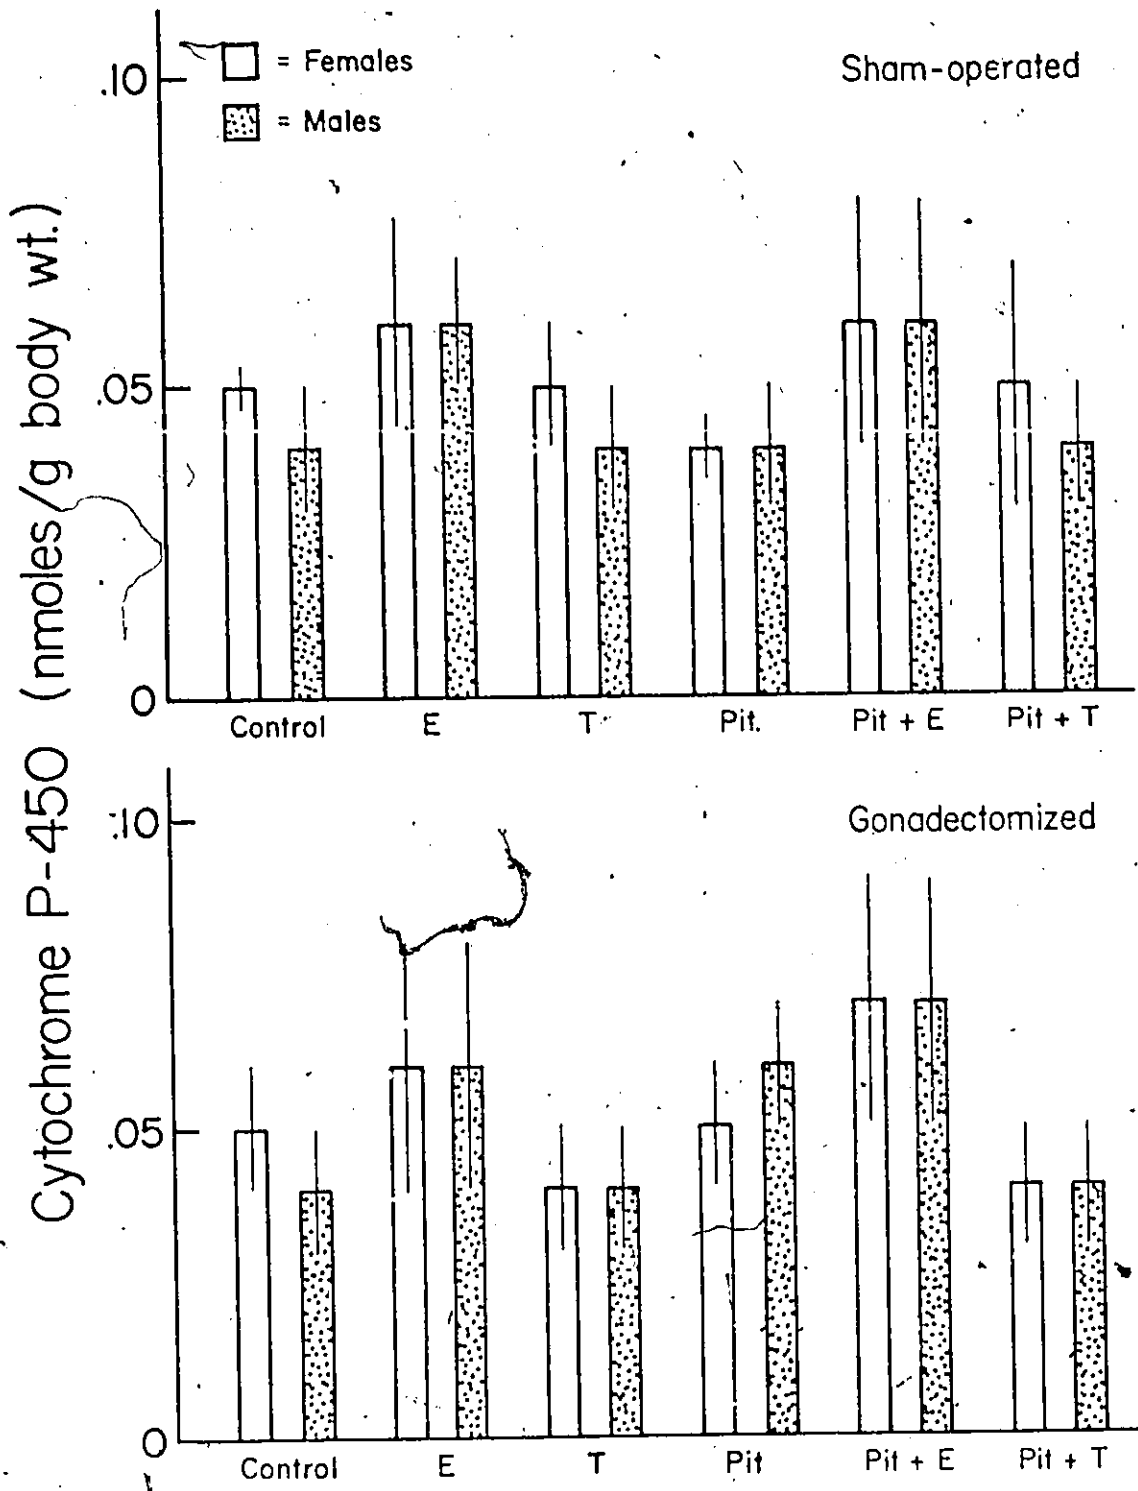 = Females
= Males
Sham-operated
.10
.05
0
Control E T Pit. Pit + E Pit + T
Cytochrome P-450 (nmoles/g body wt.)
Gonadectomized
.10
.05
0
Control E T Pit Pit + E Pit + T